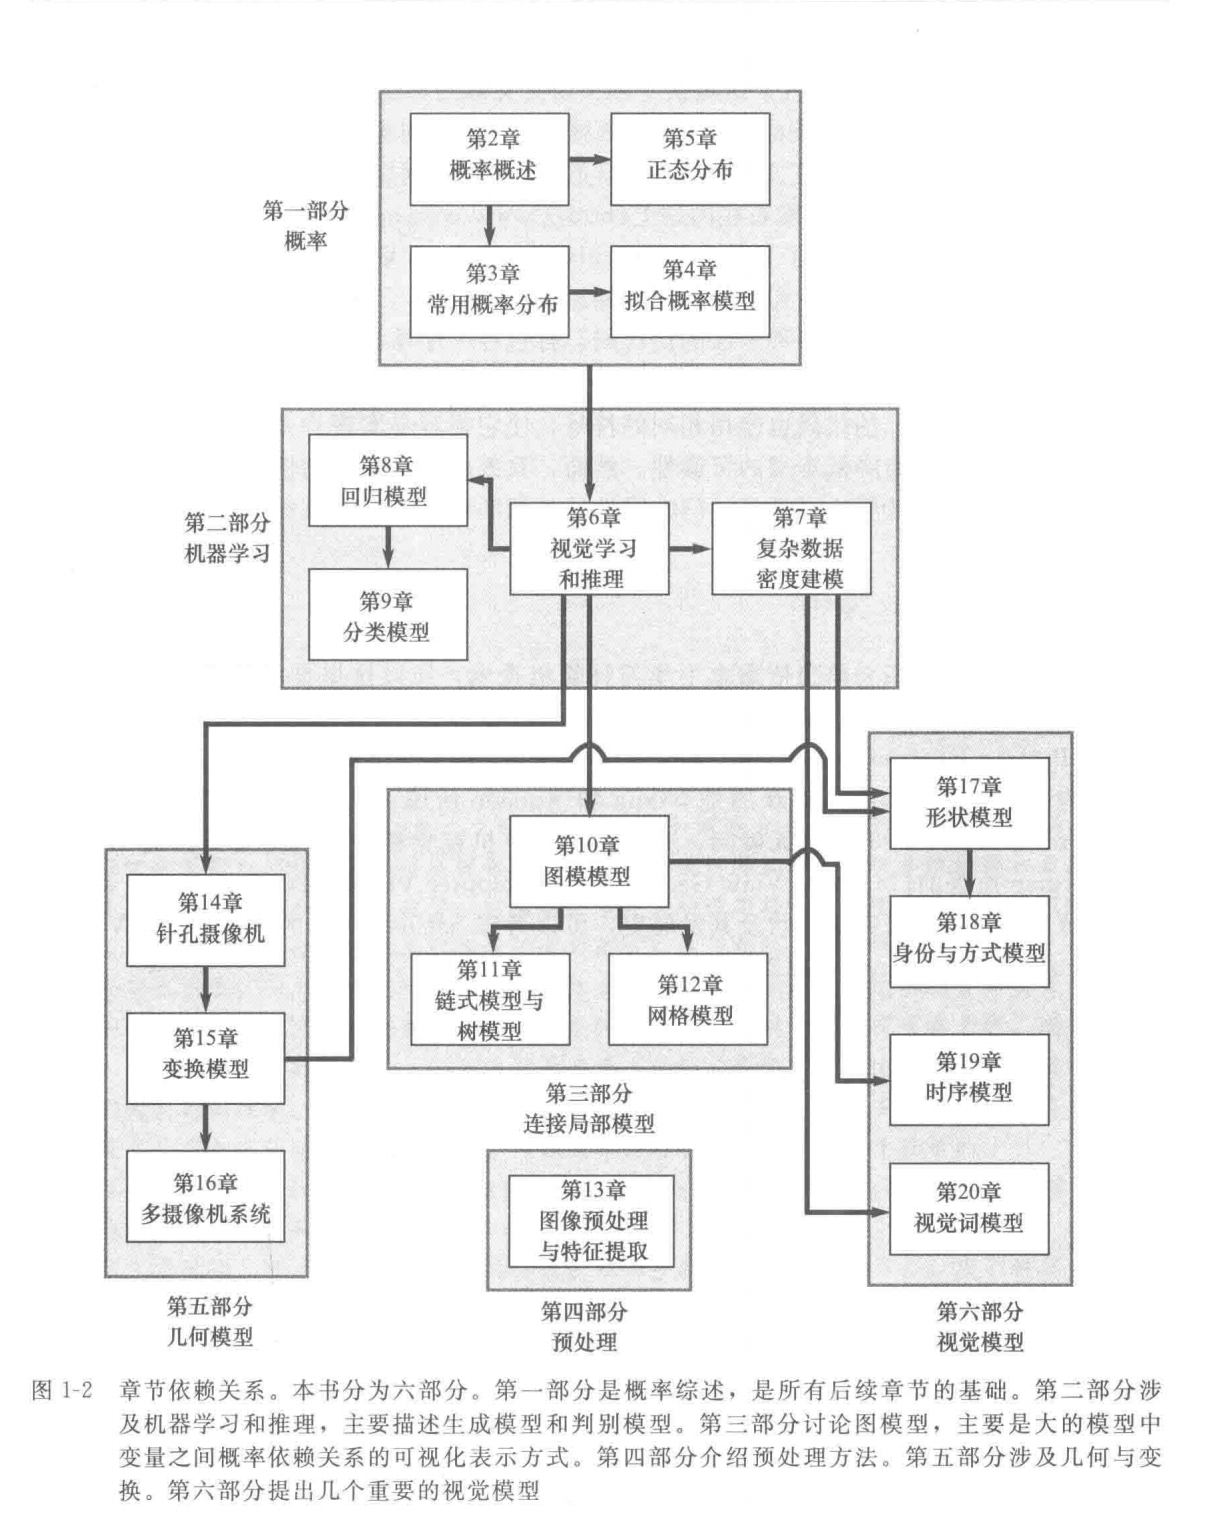 第一部分
概率
第2章
概率概述
第5章
正态分布
第3章
常用概率分布
第4章
拟合概率模型
第二部分
机器学习
第8章
回归模型
第6章
视觉学习
和推理
第7章
复杂数据
密度建模
第9章
分类模型
第10章
图模模型
第11章
链式模型与
树模型
第12章
网格模型
第三部分
连接局部模型
第13章
图像预处理
与特征提取
第四部分
预处理
第14章
针孔摄像机
第15章
变换模型
第16章
多摄像机系统
第五部分
几何模型
第17章
形状模型
第18章
身份与方式模型
第19章
时序模型
第20章
视觉词模型
第六部分
视觉模型
图 1-2 章节依赖关系。本书分为六部分。第一部分是概率综述，是所有后续章节的基础。第二部分涉
及机器学习和推理，主要描述生成模型和判别模型。第三部分讨论图模型，主要是大的模型中
变量之间概率依赖关系的可视化表示方式。第四部分介绍预处理方法。第五部分涉及几何与变
换。第六部分提出几个重要的视觉模型